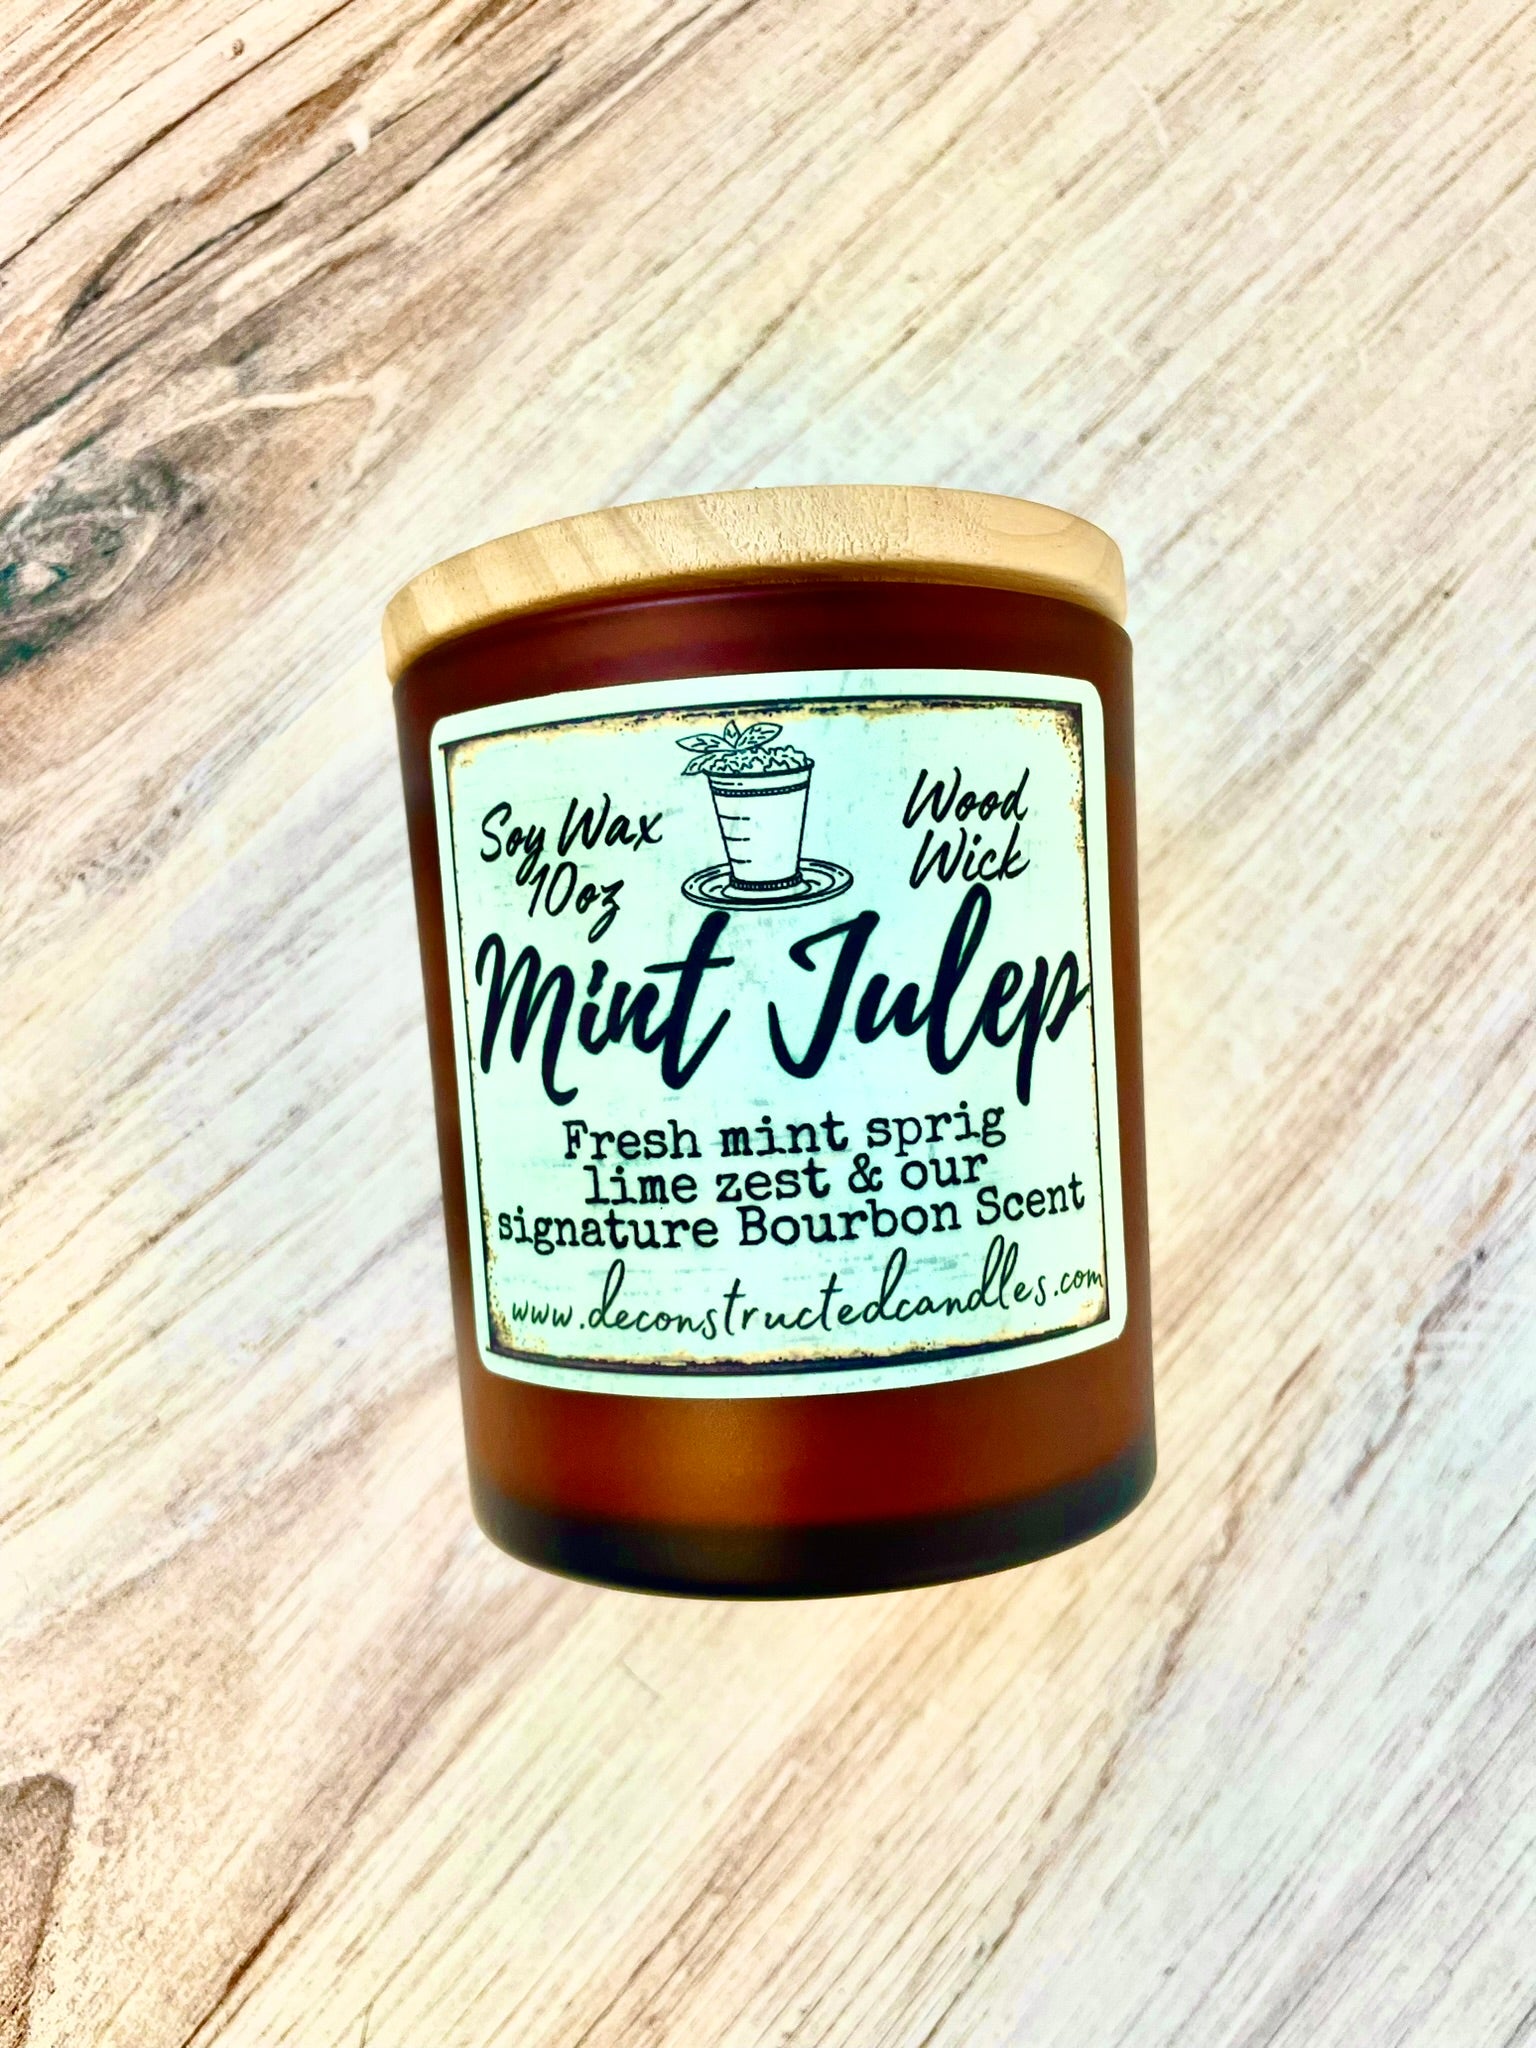 Soy Wax
10oz
Wood
Wick
Mint Julep
Fresh mint sprig
lime zest & our
signature Bourbon Scent
www.deconstructedcandles.com